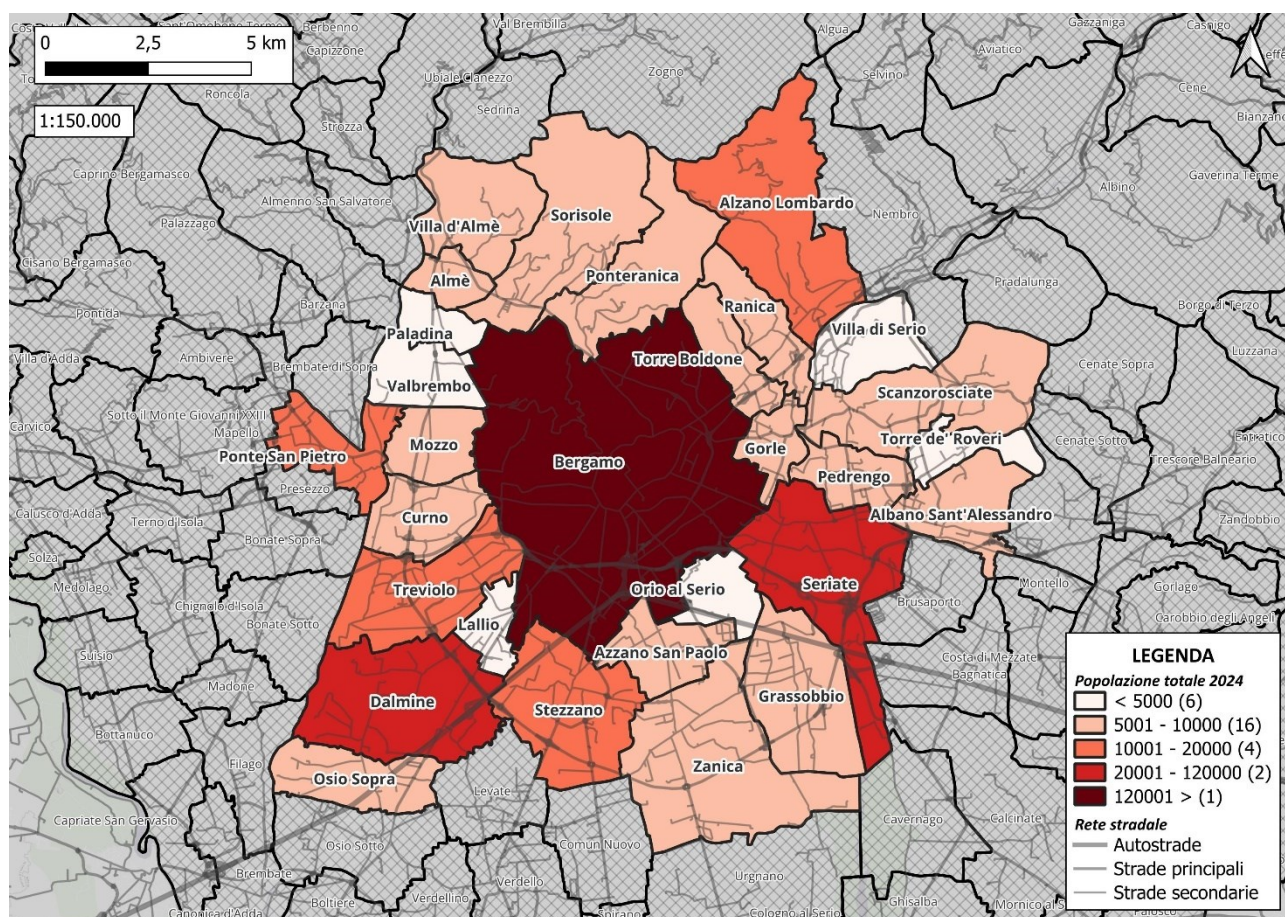 0 2,5 5 km
1:150.000
Val Brembilla
Berbenno
Capizzone
Ubiale Clanezzo
Zogno
Sedrina
Roncola
Strozza
Algua
Selvino
Gazzaniga
Casnigo
Aviatico
Cene
Bianzano
Caprino Bergamasco
Almenno San Salvatore
Palazzago
Cisano Bergamasco
Barzana
Pontida
Villa d'Adda
Ambivere
Brembate di Sopra
Sotto il Monte Giovanni XXIII
Mapello
Carvico
Presezzo
Calusco d'Adda
Terno d'Isola
Bonate Sopra
Solza
Medolago
Chignolo d'Isola
Bonate Sotto
Suisio
Madone
Bottanuco
Filago
Capriate San Gervasio
Brembate
Osio Sotto
Canonica d'Adda
Boltiere
Levate
Verdellino
Verdello
Comun Nuovo
Spirano
Urgnano
Cologno al Serio
Cavernago
Calcinate
Ghisalba
Palosco
Albino
Gaverina Terme
Nembro
Pradalunga
Borgo di Terzo
Luzzana
Cenate Sopra
Cenate Sotto
Entratico
Trescore Balneario
Zandobbio
Montello
Gorlago
Carobbio degli Angeli
Brusaporto
Costa di Mezzate
Bagnatica
Villa d'Almè
Sorisole
Alzano Lombardo
Almè
Ponteranica
Ranica
Paladina
Villa di Serio
Torre Boldone
Valbrembo
Scanzorosciate
Mozzo
Torre de''Roveri
Gorle
Ponte San Pietro
Bergamo
Pedrengo
Curno
Albano Sant'Alessandro
Treviolo
Orio al Serio
Seriate
Lallio
Azzano San Paolo
Dalmine
Stezzano
Grassobbio
Zanica
Osio Sopra
LEGENDA
Popolazione totale 2024
< 5000 (6)
5001 - 10000 (16)
10001 - 20000 (4)
20001 - 120000 (2)
120001 > (1)
Rete stradale
Autostrade
Strade principali
Strade secondarie